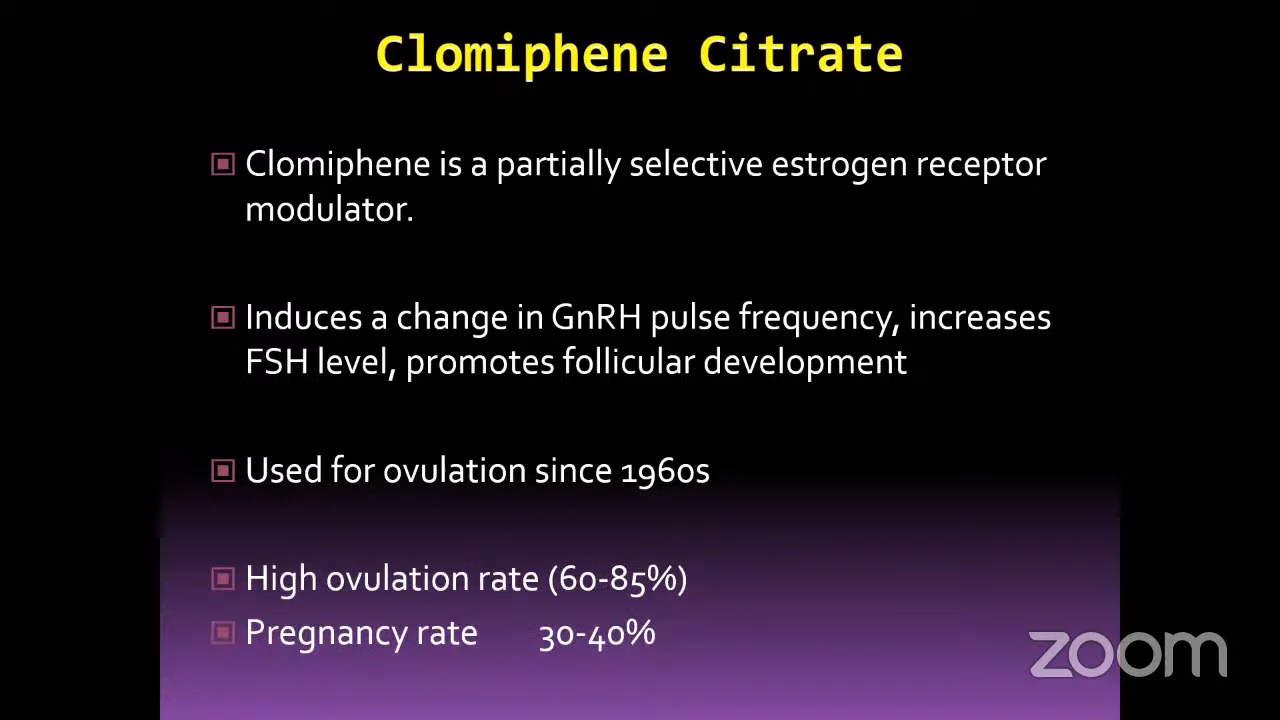 Clomiphene Citrate
Clomiphene is a partially selective estrogen receptor
modulator.
Induces a change in GnRH pulse frequency, increases
FSH level, promotes follicular development
Used for ovulation since 1960s
High ovulation rate (60-85%)
Pregnancy rate 30-40%
zoom